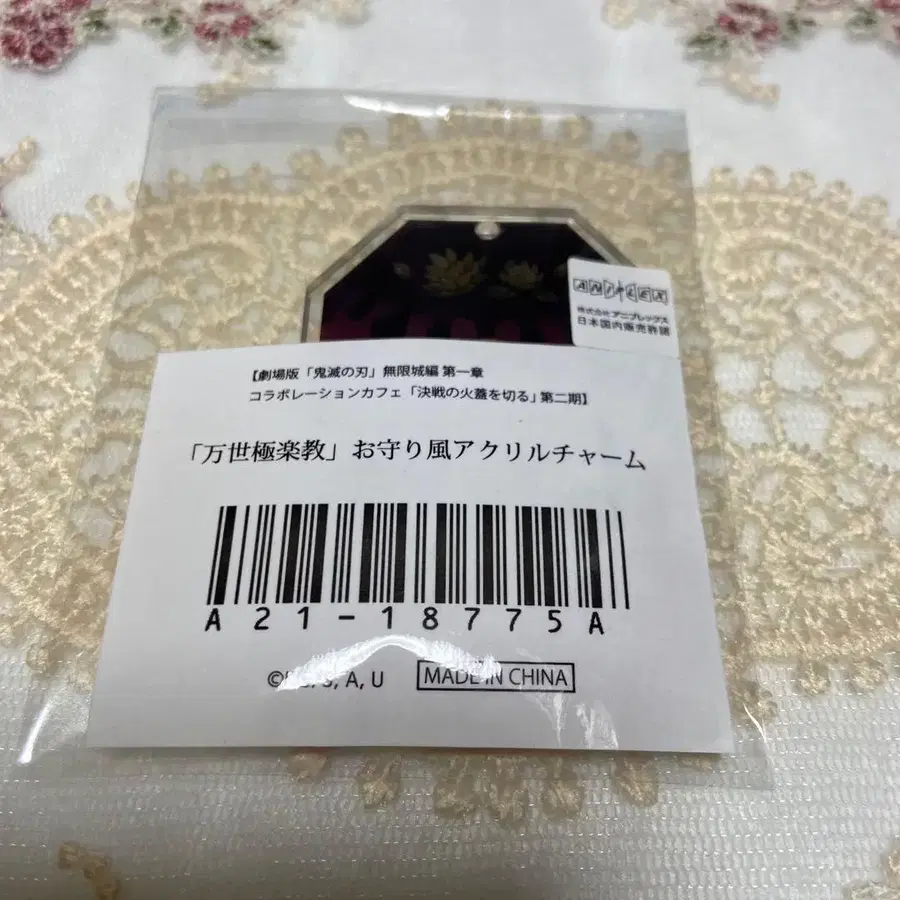 ANIPLEX
株式会社アニプレックス
日本国内販売許諾
【劇場版「鬼滅の刃」無限城編 第一章
コラボレーションカフェ「決戦の火蓋を切る」第二期】
「万世極楽教」お守り風アクリルチャーム
A21-18775A
A, U
MADE IN CHINA